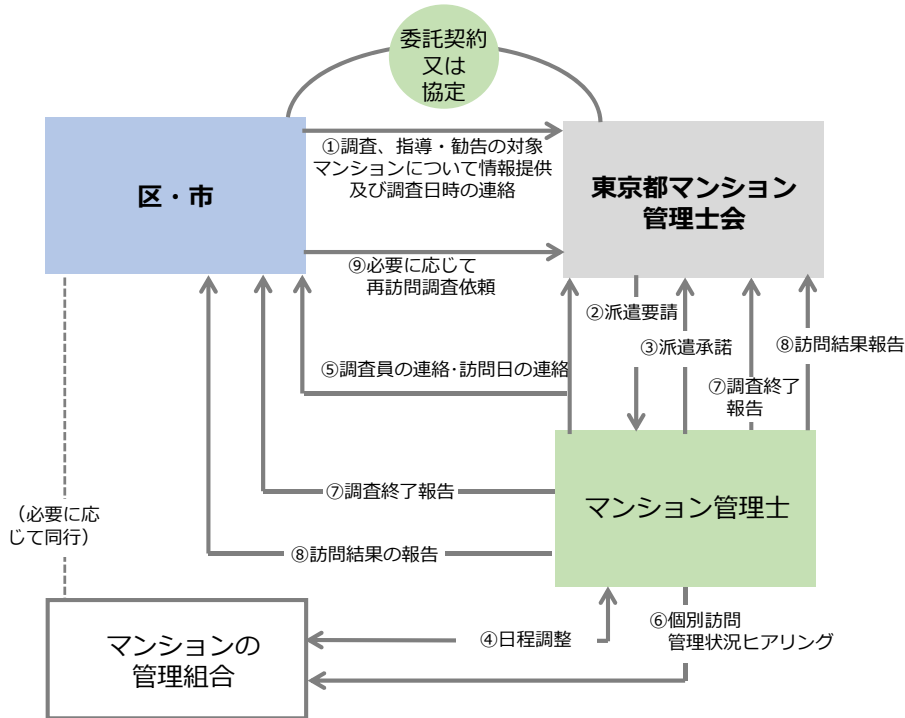 委託契約
又は
協定
区・市
①調査、指導・勧告の対象
マンションについて情報提供
及び調査日時の連絡
東京都マンション
管理士会
⑨必要に応じて
再訪問調査依頼
②派遣要請
③派遣承諾
⑧訪問結果報告
⑤調査員の連絡･訪問日の連絡
⑦調査終了
報告
⑦調査終了報告
マンション管理士
（必要に応
じて同行）
⑧訪問結果の報告
マンションの
管理組合
④日程調整
⑥個別訪問
管理状況ヒアリング